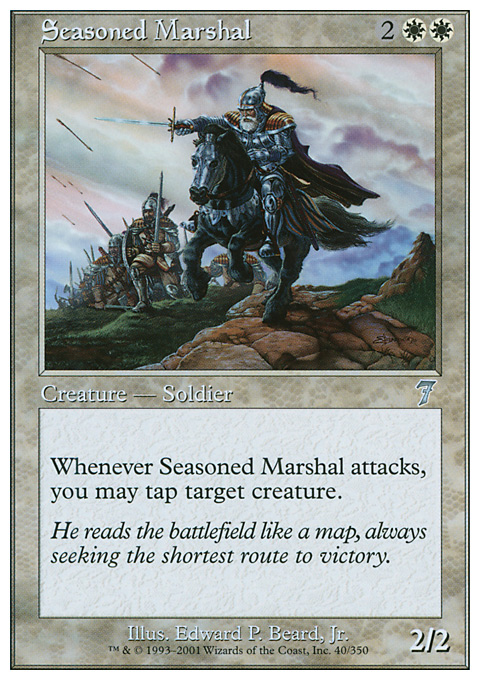 Seasoned Marshal 2
Creature — Soldier
Whenever Seasoned Marshal attacks,
you may tap target creature.
He reads the battlefield like a map, always
seeking the shortest route to victory.
Illus. Edward P. Beard, Jr.
2/2
™ & © 1993–2001 Wizards of the Coast, Inc. 40/350